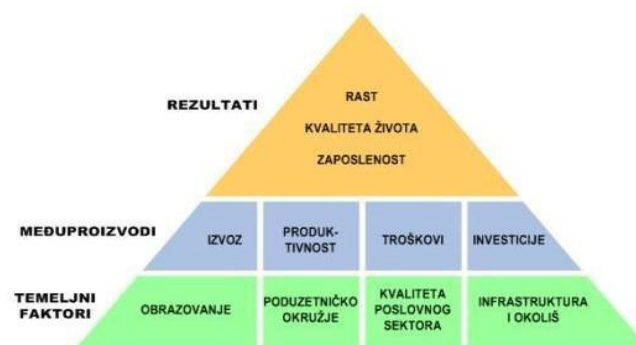 REZULTATI
RAST
KVALITETA ŽIVOTA
ZAPOSLENOST
MEĐUPROIZVODI
IZVOZ
PRODUK-
TIVNOST
TROŠKOVI
INVESTICIJE
TEMELJNI
FAKTORI
OBRAZOVANJE
PODUZETNIČKO
OKRUŽJE
KVALITETA
POSLOVNOG
SEKTORA
INFRASTRUKTURA
I OKOLIŠ